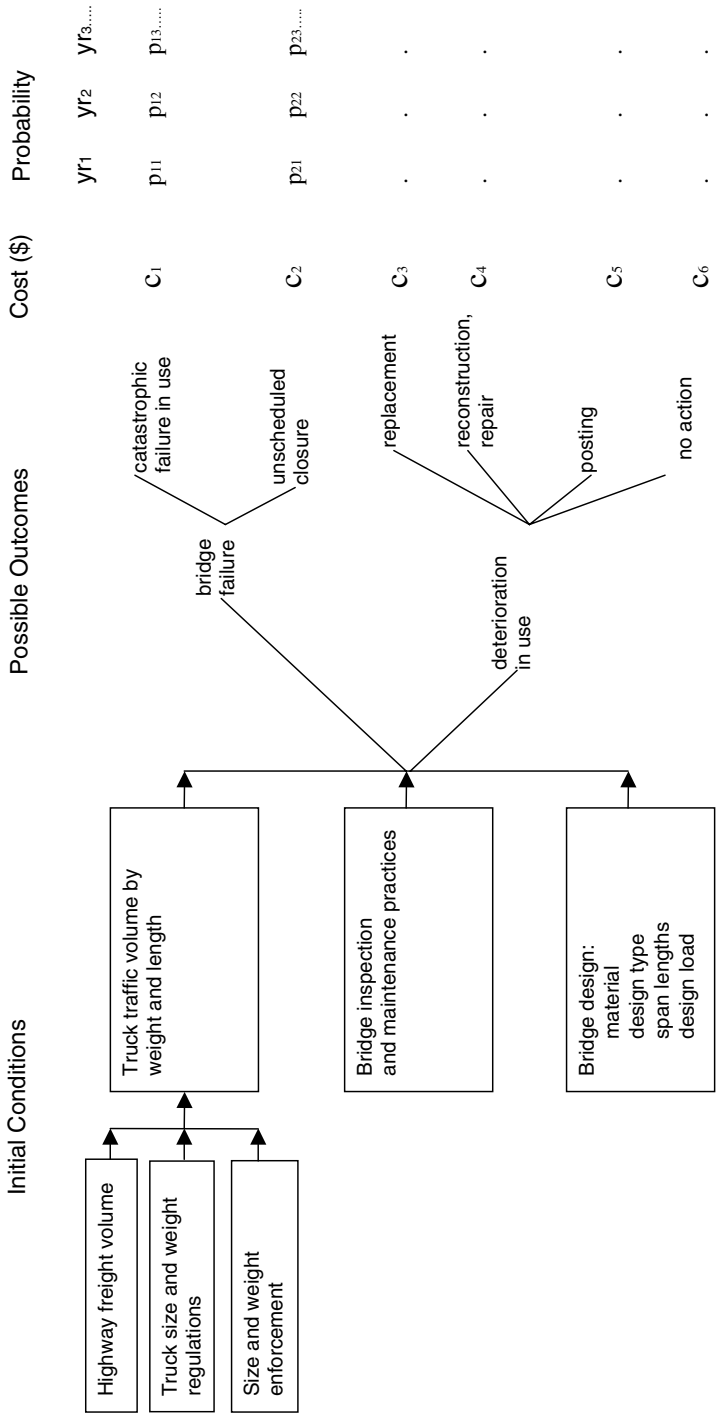 Initial Conditions
Possible Outcomes
Cost ($)
Probability
yr1 yr2 yr3.....
Highway freight volume
Truck size and weight
regulations
Size and weight
enforcement
Truck traffic volume by
weight and length
Bridge inspection
and maintenance practices
Bridge design:
material
design type
span lengths
design load
bridge
failure
deterioration
in use
catastrophic
failure in use
unscheduled
closure
replacement
reconstruction,
repair
posting
no action
c1
c2
c3
c4
c5
c6
p11 p12 p13.....
p21 p22 p23.....
. . .
. . .
. . .
. . .